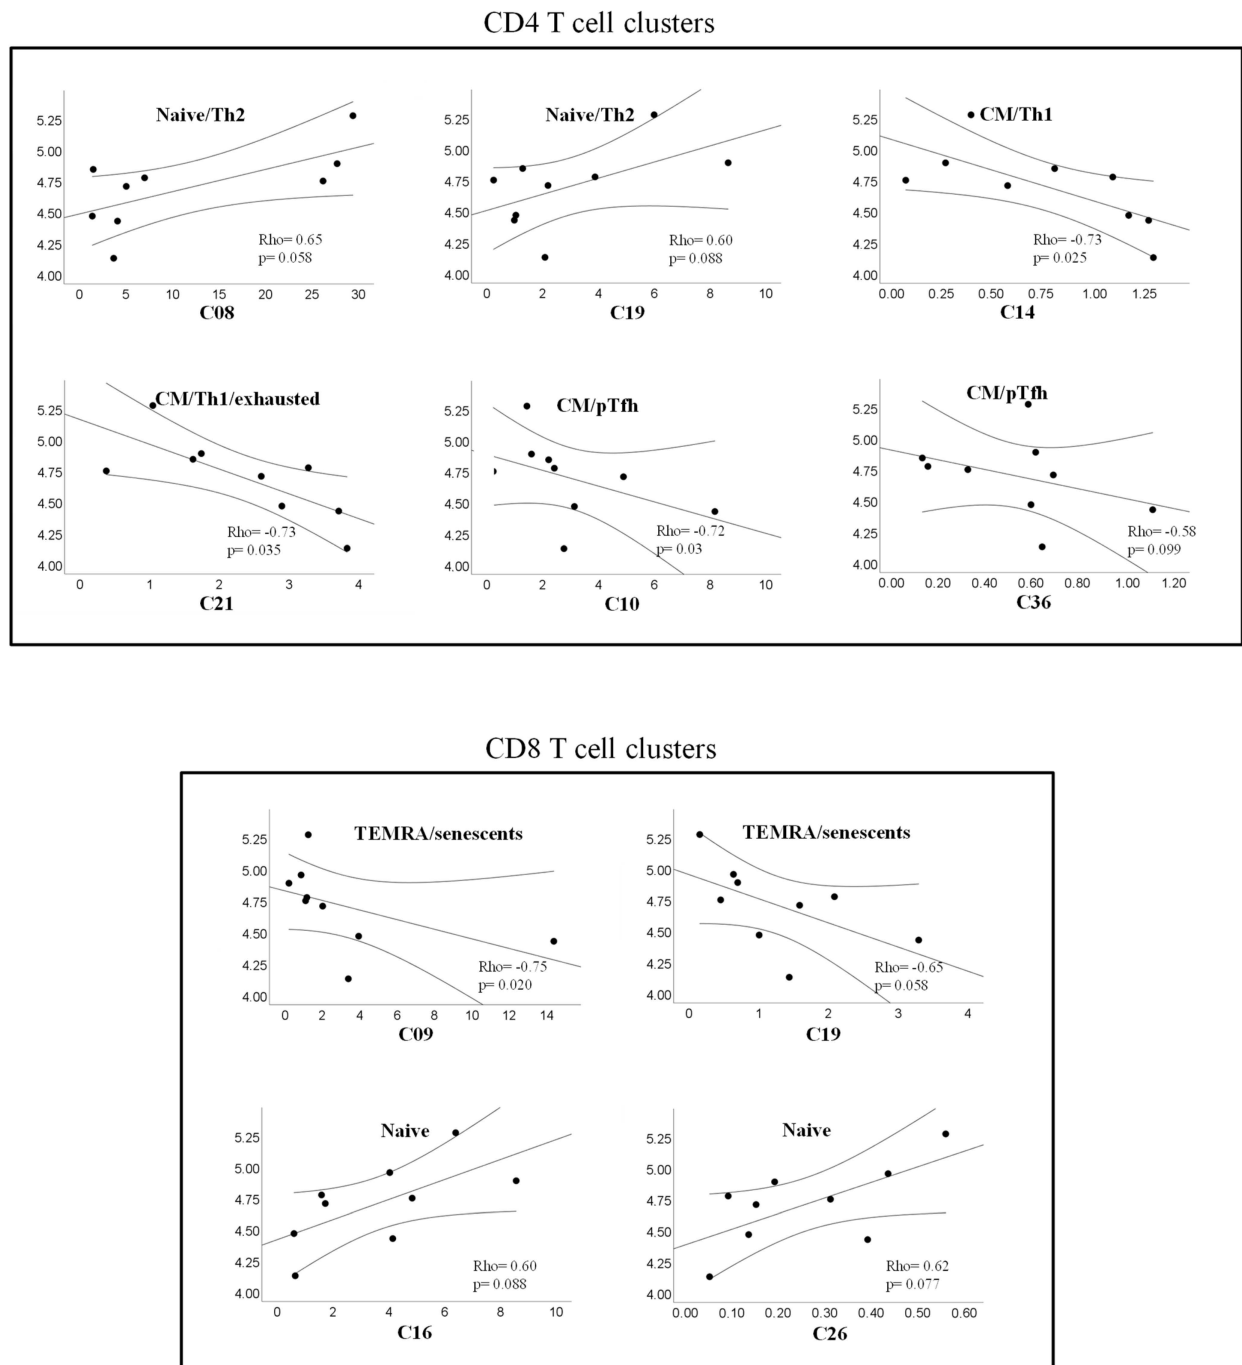 CD4 T cell clusters
Naive/Th2
5.25
5.00
4.75
4.50
4.25
4.00
Rho= 0.65
p= 0.058
0 5 10 15 20 25 30
C08
Naive/Th2
5.25
5.00
4.75
4.50
4.25
4.00
Rho= 0.60
p= 0.088
0 2 4 6 8 10
C19
CM/Th1
5.25
5.00
4.75
4.50
4.25
4.00
Rho= -0.73
p= 0.025
0.00 0.25 0.50 0.75 1.00 1.25
C14
CM/Th1/exhausted
5.25
5.00
4.75
4.50
4.25
4.00
Rho= -0.73
p= 0.035
0 1 2 3 4
C21
CM/pTfh
5.25
5.00
4.75
4.50
4.25
4.00
Rho= -0.72
p= 0.03
0 2 4 6 8 10
C10
CM/pTfh
5.25
5.00
4.75
4.50
4.25
4.00
Rho= -0.58
p= 0.099
0.00 0.20 0.40 0.60 0.80 1.00 1.20
C36
CD8 T cell clusters
TEMRA/senescents
5.25
5.00
4.75
4.50
4.25
4.00
Rho= -0.75
p= 0.020
0 2 4 6 8 10 12 14
C09
TEMRA/senescents
5.25
5.00
4.75
4.50
4.25
4.00
Rho= -0.65
p= 0.058
0 1 2 3 4
C19
Naive
5.25
5.00
4.75
4.50
4.25
4.00
Rho= 0.60
p= 0.088
0 2 4 6 8 10
C16
Naive
5.25
5.00
4.75
4.50
4.25
4.00
Rho= 0.62
p= 0.077
0.00 0.10 0.20 0.30 0.40 0.50 0.60
C26